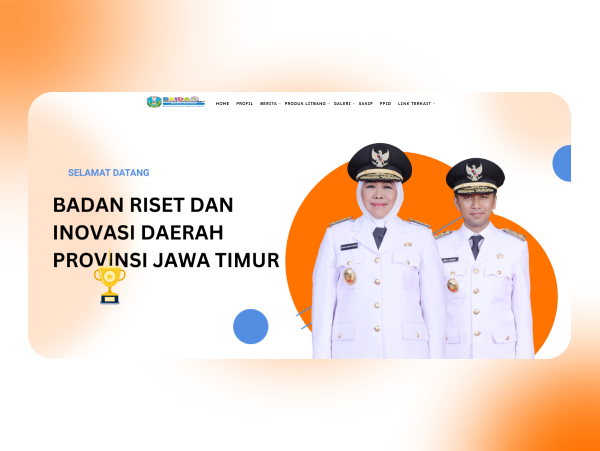 HOME PROFIL BERITA PRODUK LITBANG GALERI SAKIP PPID LINK TERKAIT
SELAMAT DATANG
BADAN RISET DAN
INOVASI DAERAH
PROVINSI JAWA TIMUR